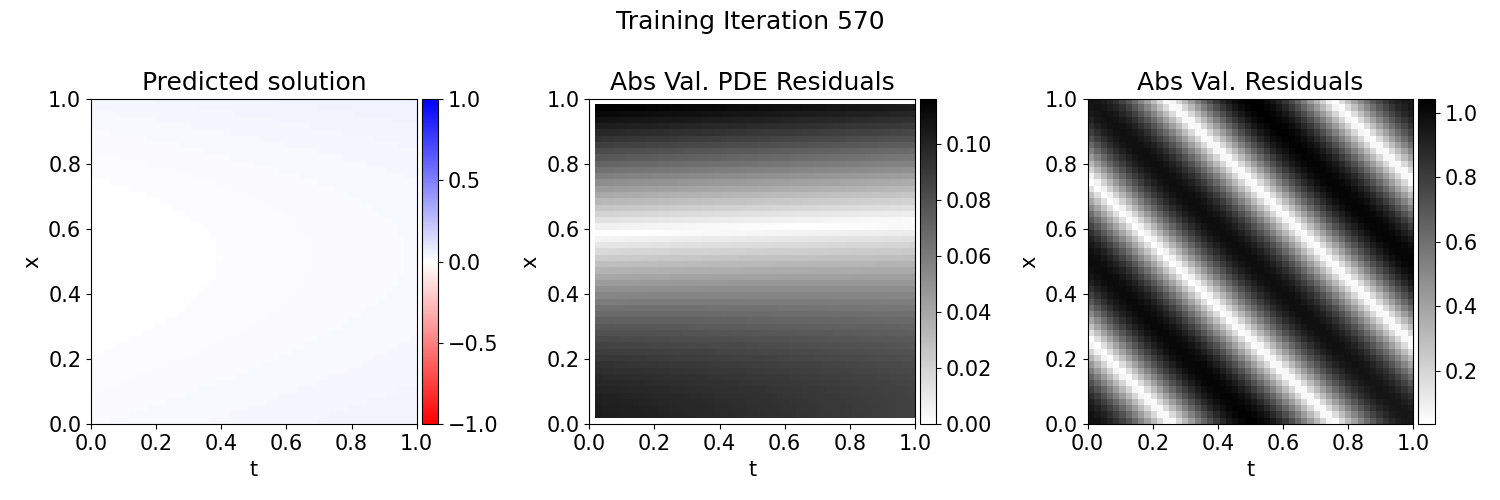 Training Iteration 570
Predicted solution
1.0
0.8
0.6
0.4
0.2
0.0
x
0.0 0.2 0.4 0.6 0.8 1.0
t
1.0
0.5
0.0
−0.5
−1.0
Abs Val. PDE Residuals
1.0
0.8
0.6
0.4
0.2
0.0
x
0.0 0.2 0.4 0.6 0.8 1.0
t
0.10
0.08
0.06
0.04
0.02
0.00
Abs Val. Residuals
1.0
0.8
0.6
0.4
0.2
0.0
x
0.0 0.2 0.4 0.6 0.8 1.0
t
1.0
0.8
0.6
0.4
0.2